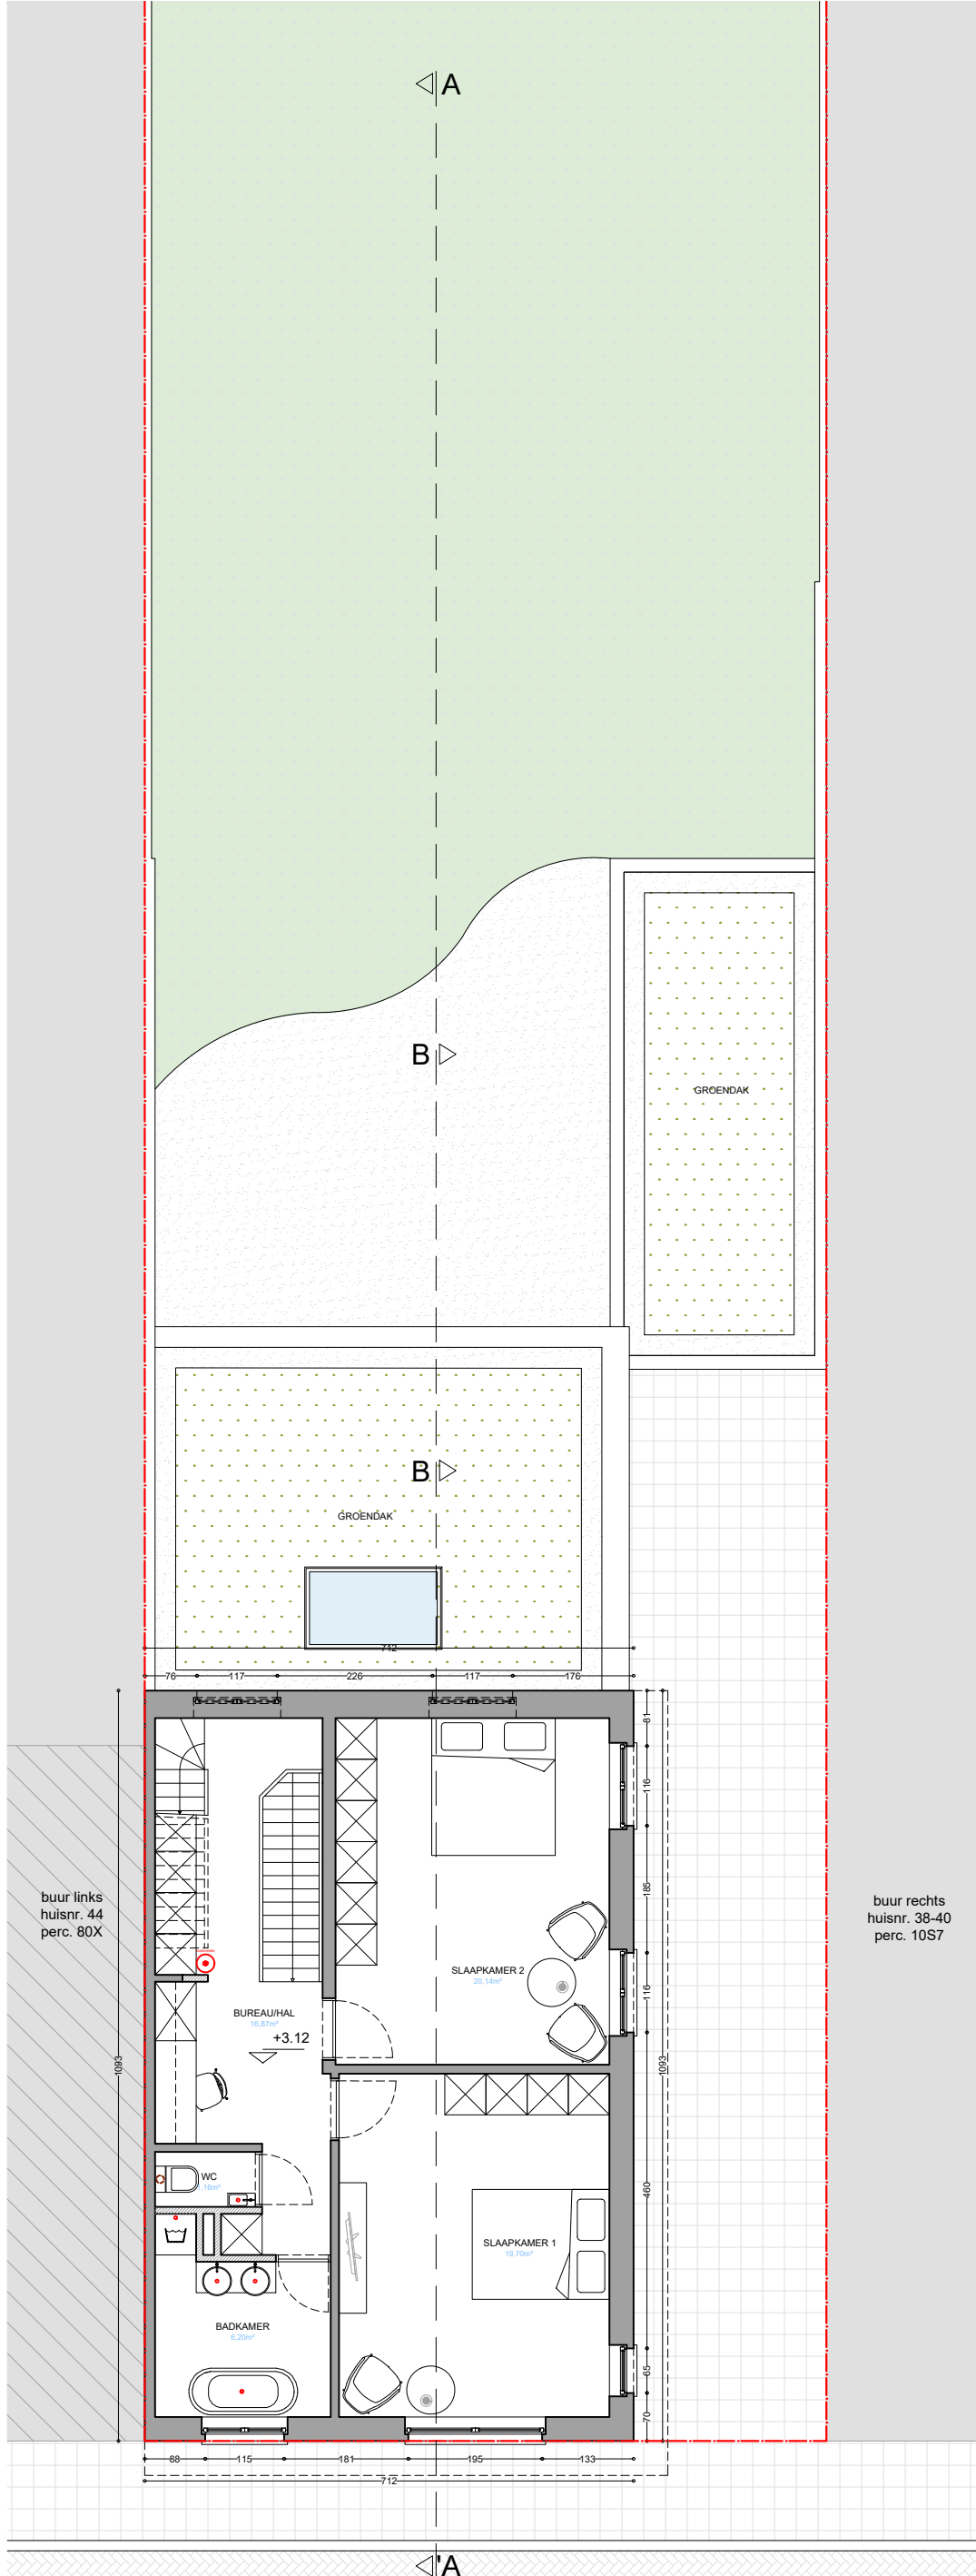 A
B
GROENDAK
B
GROENDAK
712
76
117
226
117
176
81
116
185
116
1093
460
65
70
1093
buur links
huisnr. 44
perc. 80X
buur rechts
huisnr. 38-40
perc. 10S7
SLAAPKAMER 2
20,14m²
BUREAU/HAL
16,87m²
+3.12
WC
SLAAPKAMER 1
19,70m²
BADKAMER
6,20m²
88
115
181
195
133
712
'A